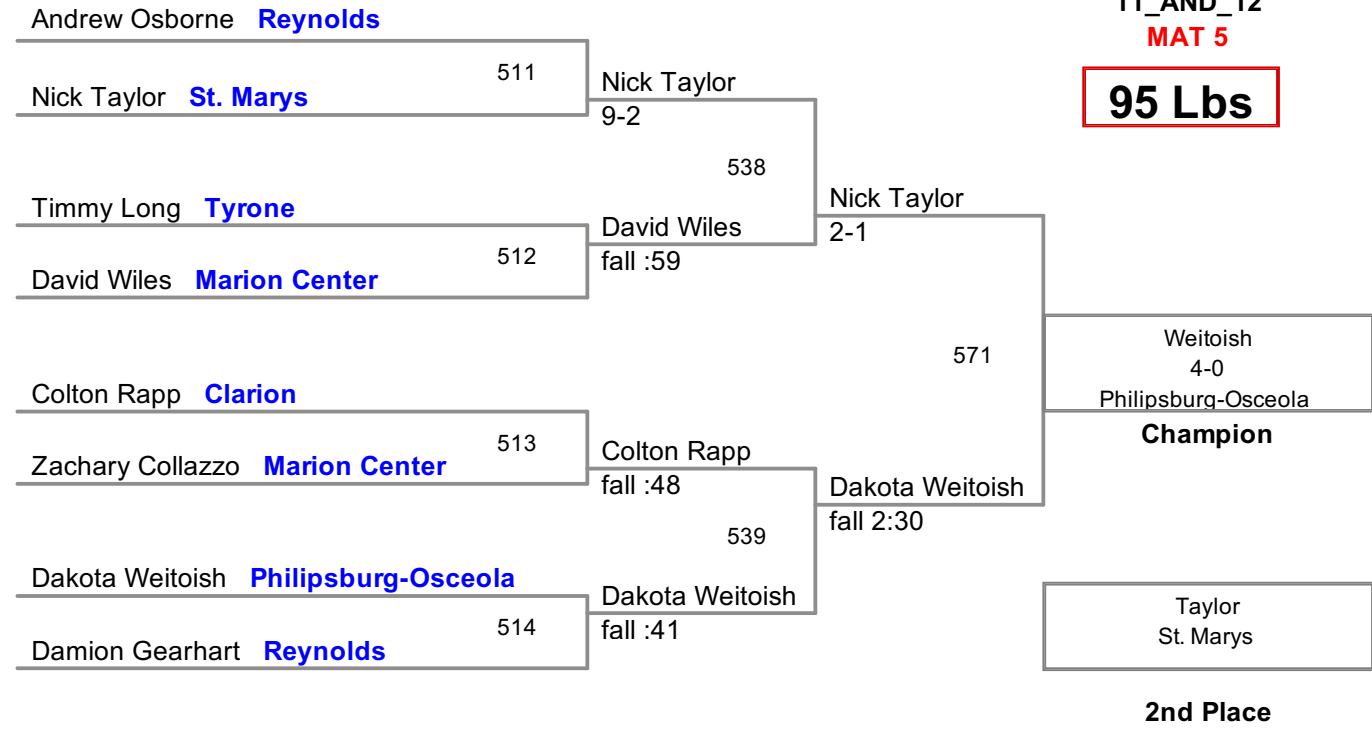 11_AND_12
MAT 5
95 Lbs
Andrew Osborne Reynolds
511
Nick Taylor St. Marys
Nick Taylor
9-2
538
Timmy Long Tyrone
512
David Wiles Marion Center
David Wiles
fall :59
Nick Taylor
2-1
571
Colton Rapp Clarion
513
Zachary Collazzo Marion Center
Colton Rapp
fall :48
539
Dakota Weitoish Philipsburg-Osceola
514
Damion Gearhart Reynolds
Dakota Weitoish
fall :41
Dakota Weitoish
fall 2:30
Weitoish
4-0
Philipsburg-Osceola
Champion
Taylor
St. Marys
2nd Place